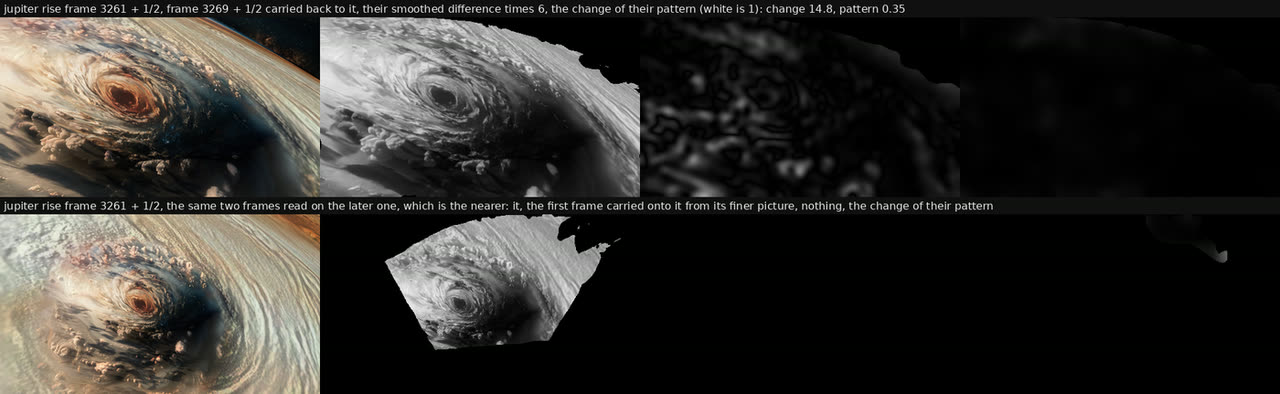 jupiter rise frame 3261 + 1/2, frame 3269 + 1/2 carried back to it, their smoothed difference times 6, the change of their pattern (white is 1): change 14.8, pattern 0.35
jupiter rise frame 3261 + 1/2, the same two frames read on the later one, which is the nearer: it, the first frame carried onto it from its finer picture, nothing, the change of their pattern